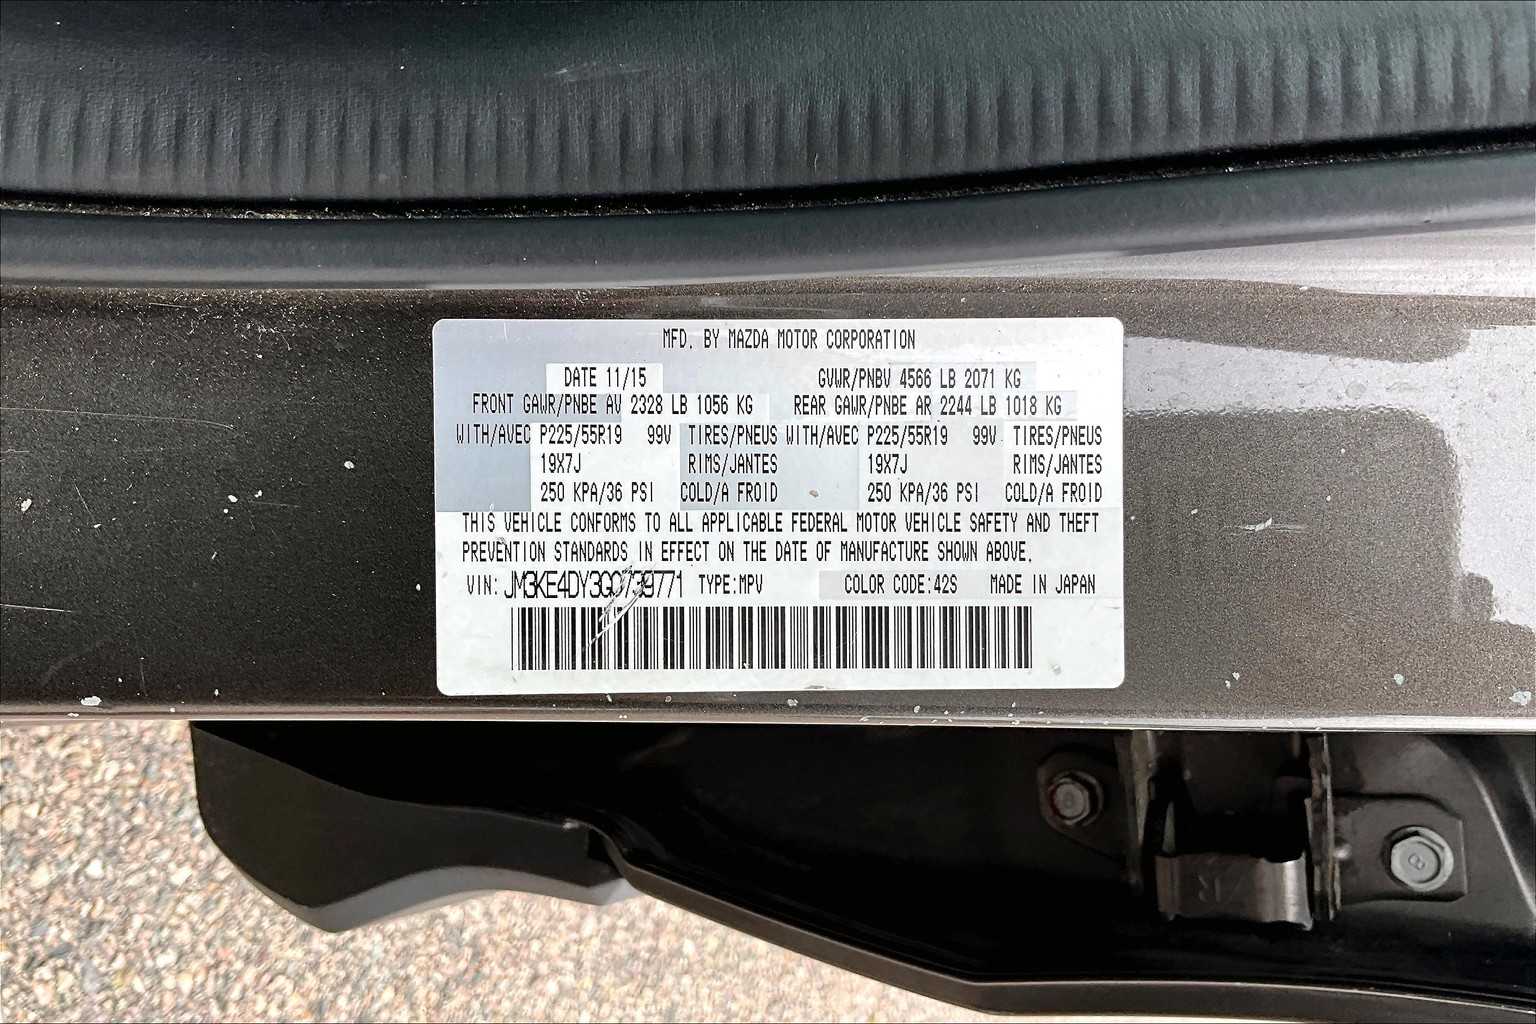 MFD. BY MAZDA MOTOR CORPORATION
DATE 11/15 GVWR/PNBV 4566 LB 2071 KG
FRONT GAWR/PNBE AV 2328 LB 1056 KG REAR GAWR/PNBE AR 2244 LB 1018 KG
WITH/AVEC P225/55R19 99V TIRES/PNEUS WITH/AVEC P225/55R19 99V TIRES/PNEUS
19X7J RIMS/JANTES 19X7J RIMS/JANTES
250 KPA/36 PSI COLD/A FROID 250 KPA/36 PSI COLD/A FROID
THIS VEHICLE CONFORMS TO ALL APPLICABLE FEDERAL MOTOR VEHICLE SAFETY AND THEFT
PREVENTION STANDARDS IN EFFECT ON THE DATE OF MANUFACTURE SHOWN ABOVE.
VIN: JM3KE4DY3G0739771 TYPE:MPV COLOR CODE:42S MADE IN JAPAN
8